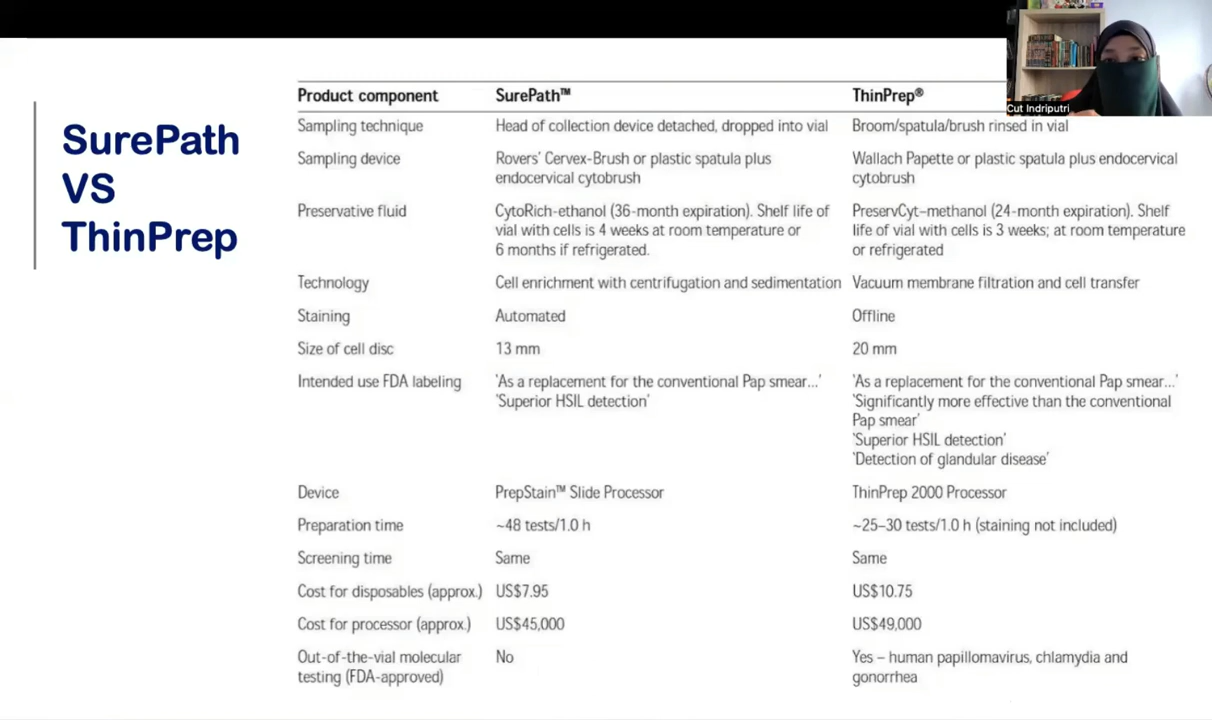 SurePath
VS
ThinPrep
Product component SurePath™ ThinPrep®
Sampling technique Head of collection device detached, dropped into vial Broom/spatula/brush rinsed in vial
Sampling device Rovers' Cervex-Brush or plastic spatula plus Wallach Papette or plastic spatula plus endocervical
endocervical cytobrush cytobrush
Preservative fluid CytoRich-ethanol (36-month expiration). Shelf life of PreservCyt–methanol (24-month expiration). Shelf
vial with cells is 4 weeks at room temperature or life of vial with cells is 3 weeks; at room temperature
6 months if refrigerated. or refrigerated
Technology Cell enrichment with centrifugation and sedimentation Vacuum membrane filtration and cell transfer
Staining Automated Offline
Size of cell disc 13 mm 20 mm
Intended use FDA labeling 'As a replacement for the conventional Pap smear...' 'As a replacement for the conventional Pap smear...'
'Superior HSIL detection' 'Significantly more effective than the conventional
Pap smear'
'Superior HSIL detection'
'Detection of glandular disease'
Device PrepStain™ Slide Processor ThinPrep 2000 Processor
Preparation time ~48 tests/1.0 h ~25–30 tests/1.0 h (staining not included)
Screening time Same Same
Cost for disposables (approx.) US$7.95 US$10.75
Cost for processor (approx.) US$45,000 US$49,000
Out-of-the-vial molecular No Yes – human papillomavirus, chlamydia and
testing (FDA-approved) gonorrhea
Cut Indriputri